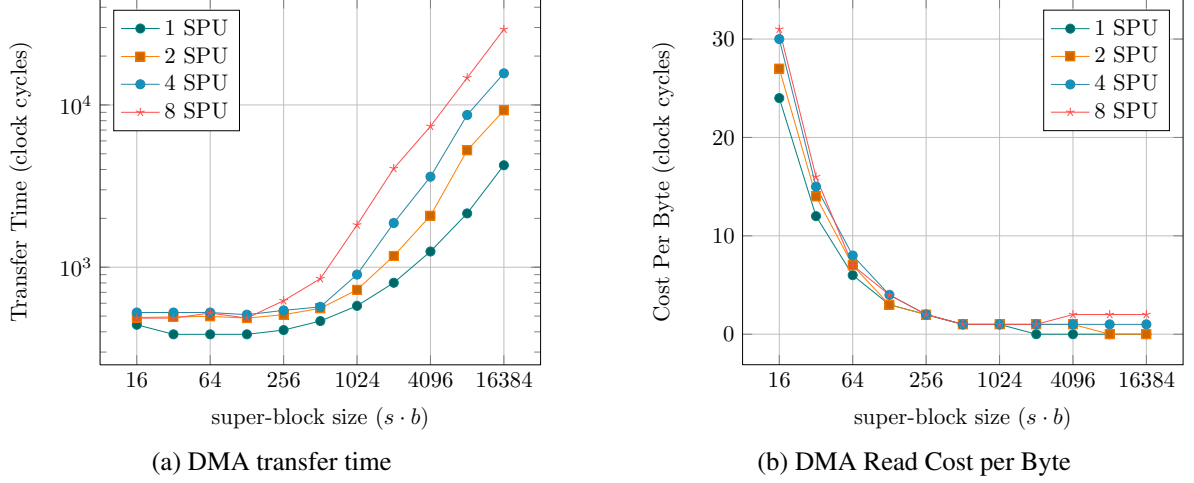 1 SPU
2 SPU
4 SPU
8 SPU
10^4
10^3
Transfer Time (clock cycles)
16 64 256 1024 4096 16384
super-block size (s · b)
(a) DMA transfer time
1 SPU
2 SPU
4 SPU
8 SPU
30
20
10
0
Cost Per Byte (clock cycles)
16 64 256 1024 4096 16384
super-block size (s · b)
(b) DMA Read Cost per Byte